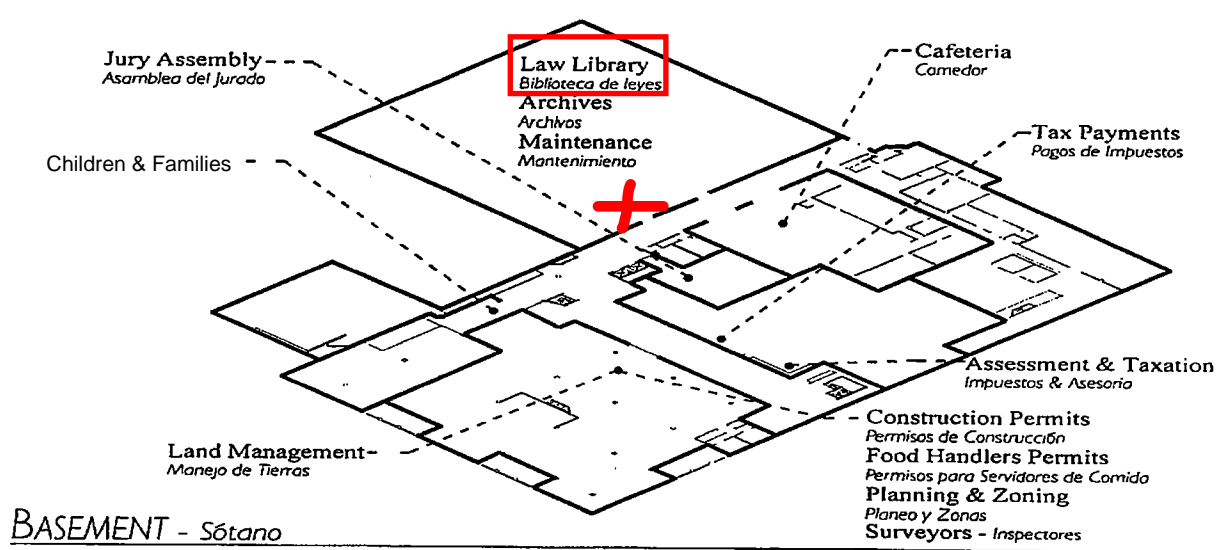 Jury Assembly
Asamblea del Jurado
Law Library
Biblioteca de leyes
Archives
Archivos
Maintenance
Mantenimiento
Cafeteria
Comedor
Tax Payments
Pagos de Impuestos
Children & Families
Assessment & Taxation
Impuestos & Asesoria
Construction Permits
Permisos de Construcción
Food Handlers Permits
Permisos para Servidores de Comida
Planning & Zoning
Planeo y Zonas
Surveyors - Inspectores
Land Management
Manejo de Tierras
BASEMENT - Sótano